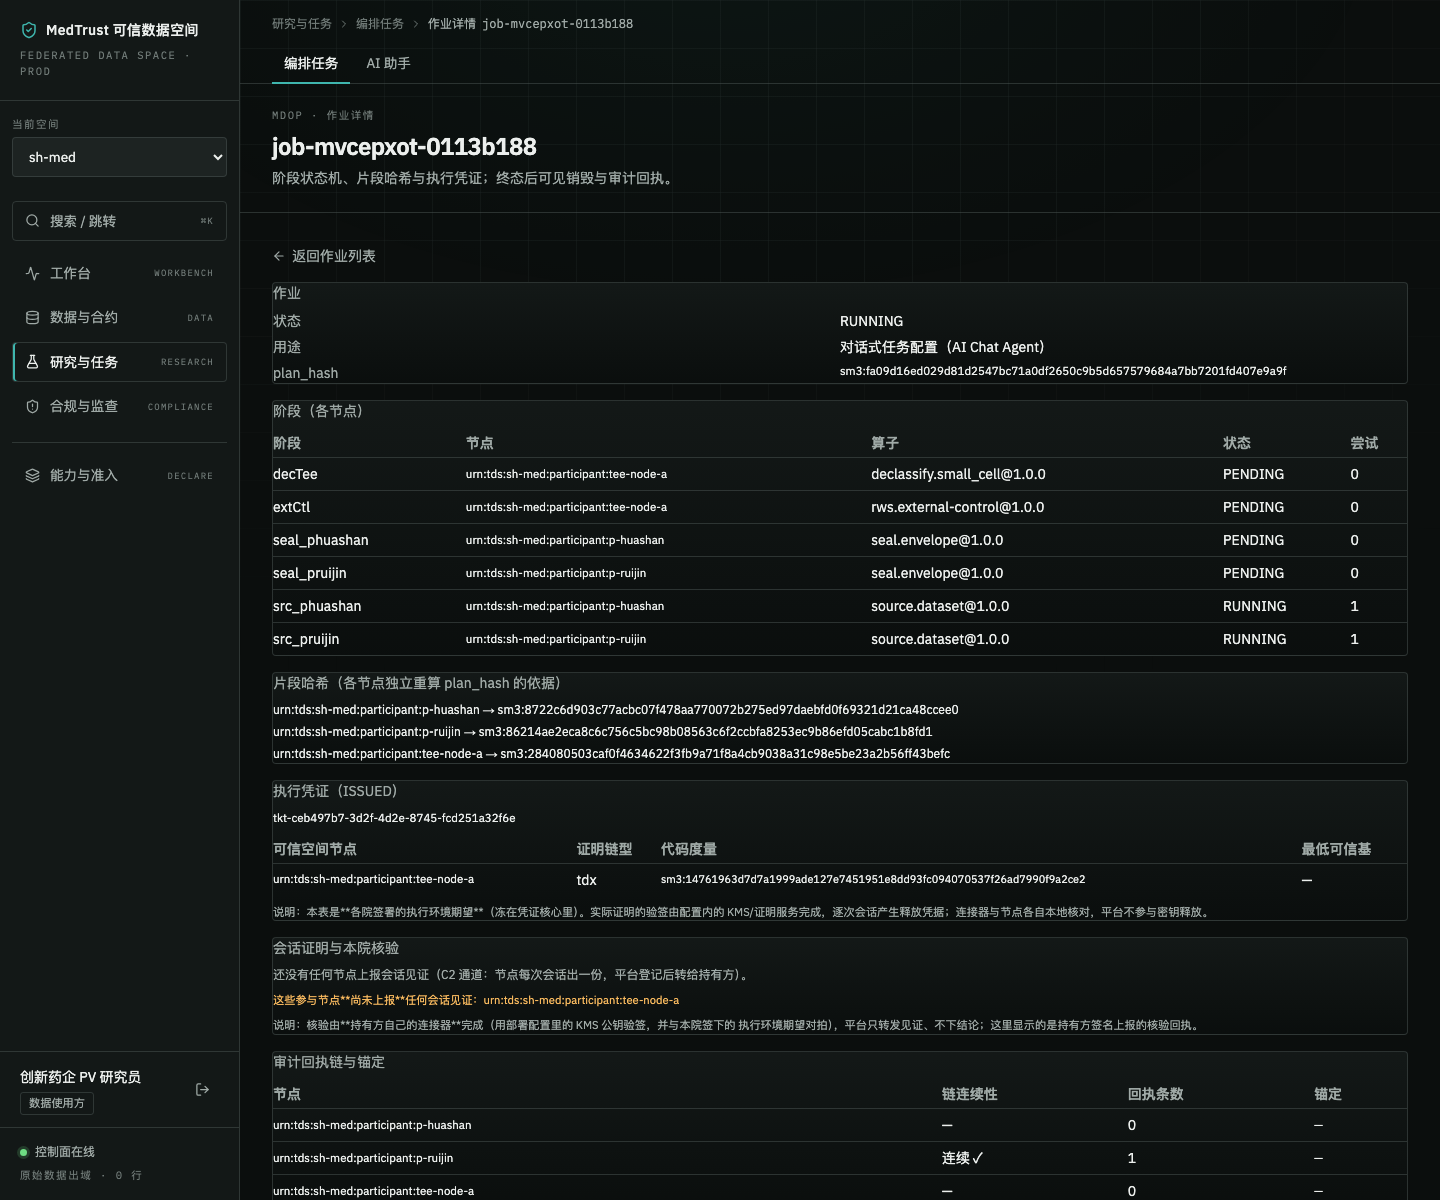 MedTrust 可信数据空间
FEDERATED DATA SPACE ·
PROD
当前空间
sh-med
搜索 / 跳转 ⌘K
工作台 WORKBENCH
数据与合约 DATA
研究与任务 RESEARCH
合规与监查 COMPLIANCE
能力与准入 DECLARE
创新药企 PV 研究员
数据使用方
控制面在线
原始数据出域 · 0 行
研究与任务 > 编排任务 > 作业详情 job-mvcepxot-0113b188
编排任务 AI 助手
MDOP · 作业详情
job-mvcepxot-0113b188
阶段状态机、片段哈希与执行凭证；终态后可见销毁与审计回执。
← 返回作业列表
作业
状态 RUNNING
用途 对话式任务配置（AI Chat Agent）
plan_hash sm3:fa09d16ed029d81d2547bc71a0df2650c9b5d657579684a7bb7201fd407e9a9f
阶段（各节点）
阶段 节点 算子 状态 尝试
decTee urn:tds:sh-med:participant:tee-node-a declassify.small_cell@1.0.0 PENDING 0
extCtl urn:tds:sh-med:participant:tee-node-a rws.external-control@1.0.0 PENDING 0
seal_phuashan urn:tds:sh-med:participant:p-huashan seal.envelope@1.0.0 PENDING 0
seal_pruijin urn:tds:sh-med:participant:p-ruijin seal.envelope@1.0.0 PENDING 0
src_phuashan urn:tds:sh-med:participant:p-huashan source.dataset@1.0.0 RUNNING 1
src_pruijin urn:tds:sh-med:participant:p-ruijin source.dataset@1.0.0 RUNNING 1
片段哈希（各节点独立重算 plan_hash 的依据）
urn:tds:sh-med:participant:p-huashan → sm3:8722c6d903c77acbc07f478aa770072b275ed97daebfd0f69321d21ca48ccee0
urn:tds:sh-med:participant:p-ruijin → sm3:86214ae2eca8c6c756c5bc98b08563c6f2ccbfa8253ec9b86efd05cabc1b8fd1
urn:tds:sh-med:participant:tee-node-a → sm3:284080503caf0f4634622f3fb9a71f8a4cb9038a31c98e5be23a2b56ff43befc
执行凭证（ISSUED）
tkt-ceb497b7-3d2f-4d2e-8745-fcd251a32f6e
可信空间节点 证明链型 代码度量 最低可信基
urn:tds:sh-med:participant:tee-node-a tdx sm3:14761963d7d7a1999ade127e7451951e8dd93fc094070537f26ad7990f9a2ce2 —
说明：本表是**各院签署的执行环境期望**（冻在凭证核心里）。实际证明的验签由配置内的 KMS/证明服务完成，逐次会话产生释放凭据；连接器与节点各自本地核对，平台不参与密钥释放。
会话证明与本院核验
还没有任何节点上报会话见证（C2 通道：节点每次会话出一份，平台登记后转给持有方）。
这些参与节点**尚未上报**任何会话见证：urn:tds:sh-med:participant:tee-node-a
说明：核验由**持有方自己的连接器**完成（用部署配置里的 KMS 公钥验签，并与本院签下的 执行环境期望对拍），平台只转发见证、不下结论；这里显示的是持有方签名上报的核验回执。
审计回执链与锚定
节点 链连续性 回执条数 锚定
urn:tds:sh-med:participant:p-huashan — 0 —
urn:tds:sh-med:participant:p-ruijin 连续 ✓ 1 —
urn:tds:sh-med:participant:tee-node-a — 0 —